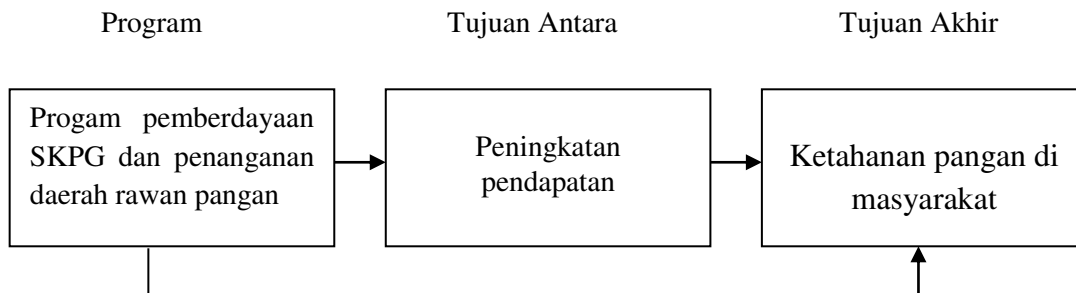 Program Tujuan Antara Tujuan Akhir
Progam pemberdayaan
SKPG dan penanganan
daerah rawan pangan
Peningkatan
pendapatan
Ketahanan pangan di
masyarakat